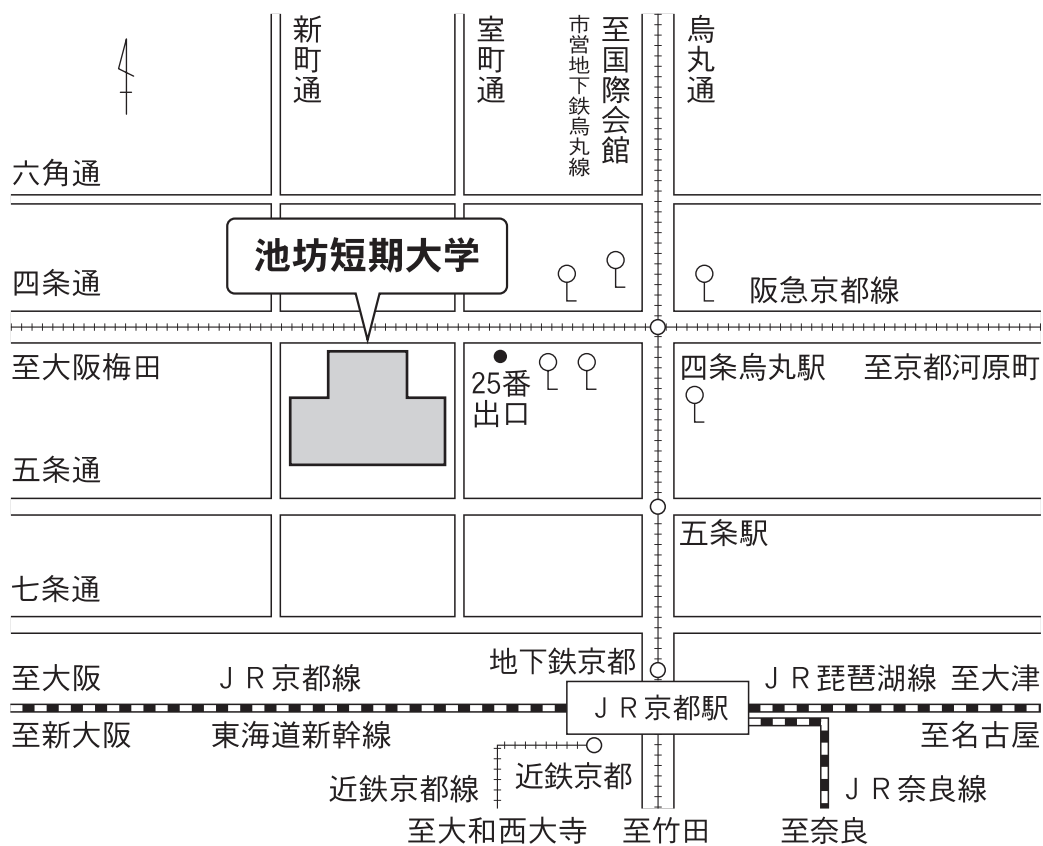 新町通
室町通
市営地下鉄烏丸線
至国際会館
烏丸通
六角通
池坊短期大学
四条通
阪急京都線
至大阪梅田
25番
出口
四条烏丸駅
至京都河原町
五条通
五条駅
七条通
地下鉄京都
至大阪
ＪＲ京都線
ＪＲ琵琶湖線
至大津
ＪＲ京都駅
至新大阪
東海道新幹線
至名古屋
近鉄京都線
近鉄京都
ＪＲ奈良線
至大和西大寺
至竹田
至奈良